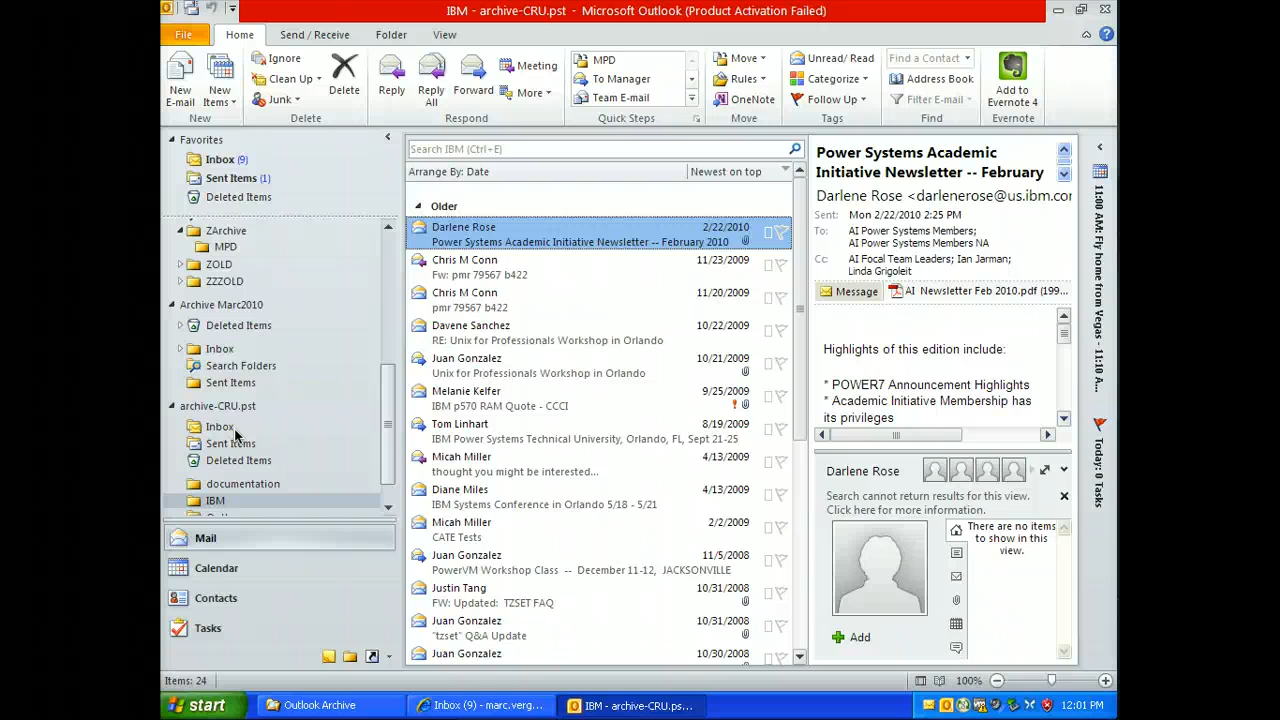 IBM - archive-CRU.pst - Microsoft Outlook (Product Activation Failed)
File
Home
Send / Receive
Folder
View
New E-mail
New Items
New
Ignore
Clean Up
Junk
Delete
Delete
Reply
Reply All
Forward
Meeting
More
Respond
MPD
To Manager
Team E-mail
Quick Steps
Move
Rules
OneNote
Move
Unread/ Read
Categorize
Follow Up
Tags
Find a Contact
Address Book
Filter E-mail
Find
Add to Evernote 4
Evernote
Favorites
Inbox (9)
Sent Items (1)
Deleted Items
ZArchive
MPD
ZOLD
ZZZOLD
Archive Marc2010
Deleted Items
Inbox
Search Folders
Sent Items
archive-CRU.pst
Inbox
Sent Items
Deleted Items
documentation
IBM
Mail
Calendar
Contacts
Tasks
Search IBM (Ctrl+E)
Arrange By: Date
Newest on top
Older
Darlene Rose 2/22/2010
Power Systems Academic Initiative Newsletter -- February 2010
Chris M Conn 11/23/2009
Fw: pmr 79567 b422
Chris M Conn 11/20/2009
pmr 79567 b422
Davene Sanchez 10/22/2009
RE: Unix for Professionals Workshop in Orlando
Juan Gonzalez 10/21/2009
Unix for Professionals Workshop in Orlando
Melanie Kelfer 9/25/2009
IBM p570 RAM Quote - CCCI
Tom Linhart 8/19/2009
IBM Power Systems Technical University, Orlando, FL, Sept 21-25
Micah Miller 4/13/2009
thought you might be interested...
Diane Miles 4/13/2009
IBM Systems Conference in Orlando 5/18 - 5/21
Micah Miller 2/2/2009
CATE Tests
Juan Gonzalez 11/5/2008
PowerVM Workshop Class -- December 11-12, JACKSONVILLE
Justin Tang 10/31/2008
FW: Updated: TZSET FAQ
Juan Gonzalez 10/31/2008
"tzset" Q&A Update
Juan Gonzalez 10/30/2008
Power Systems Academic
Initiative Newsletter -- February
Darlene Rose <darlenerose@us.ibm.cor
Sent: Mon 2/22/2010 2:25 PM
To: AI Power Systems Members;
AI Power Systems Members NA
Cc: AI Focal Team Leaders; Ian Jarman;
Linda Grigoleit
Message
AI Newsletter Feb 2010.pdf (199...
Highlights of this edition include:
* POWER7 Announcement Highlights
* Academic Initiative Membership has
its privileges
Darlene Rose
Search cannot return results for this view.
Click here for more information.
There are no items
to show in this
view.
Add
11:00 AM: Fly home from Vegas - 11:10 A...
Today: 0 Tasks
Items: 24
100%
start
Outlook Archive
Inbox (9) - marc.verg...
IBM - archive-CRU.ps...
12:01 PM